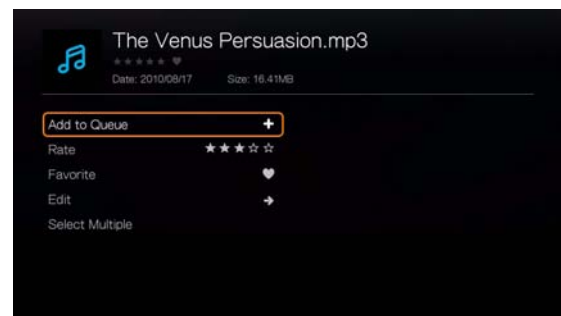 The Venus Persuasion.mp3
Date: 2010/08/17 Size: 16.41MB
Add to Queue
Rate
Favorite
Edit
Select Multiple